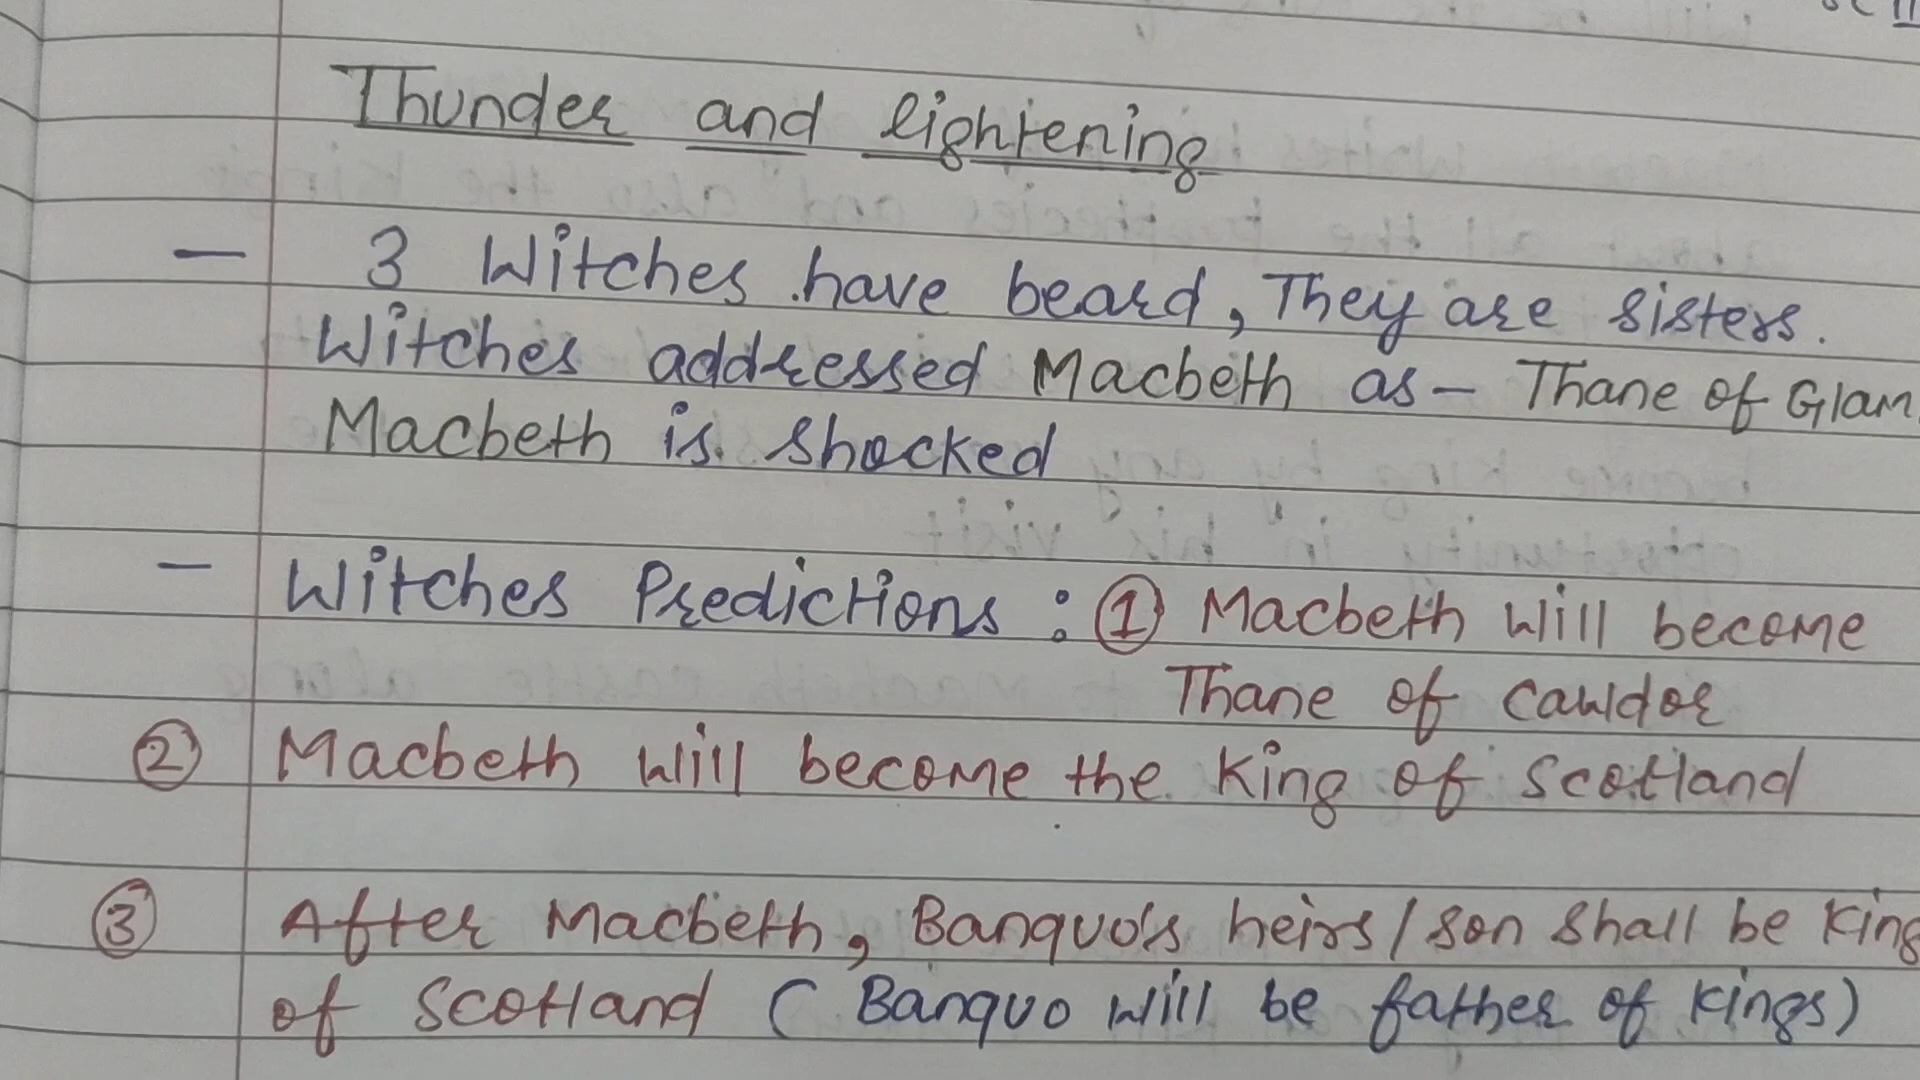 Thunder and lightening
— 3 Witches have beard, They are sisters.
Witches addressed Macbeth as — Thane of Glam
Macbeth is shocked
— Witches Predictions : ① Macbeth will become
Thane of Cawdor
② Macbeth will become the King of Scotland
③ After Macbeth, Banquo's heirs / son shall be King
of Scotland ( Banquo will be father of kings)